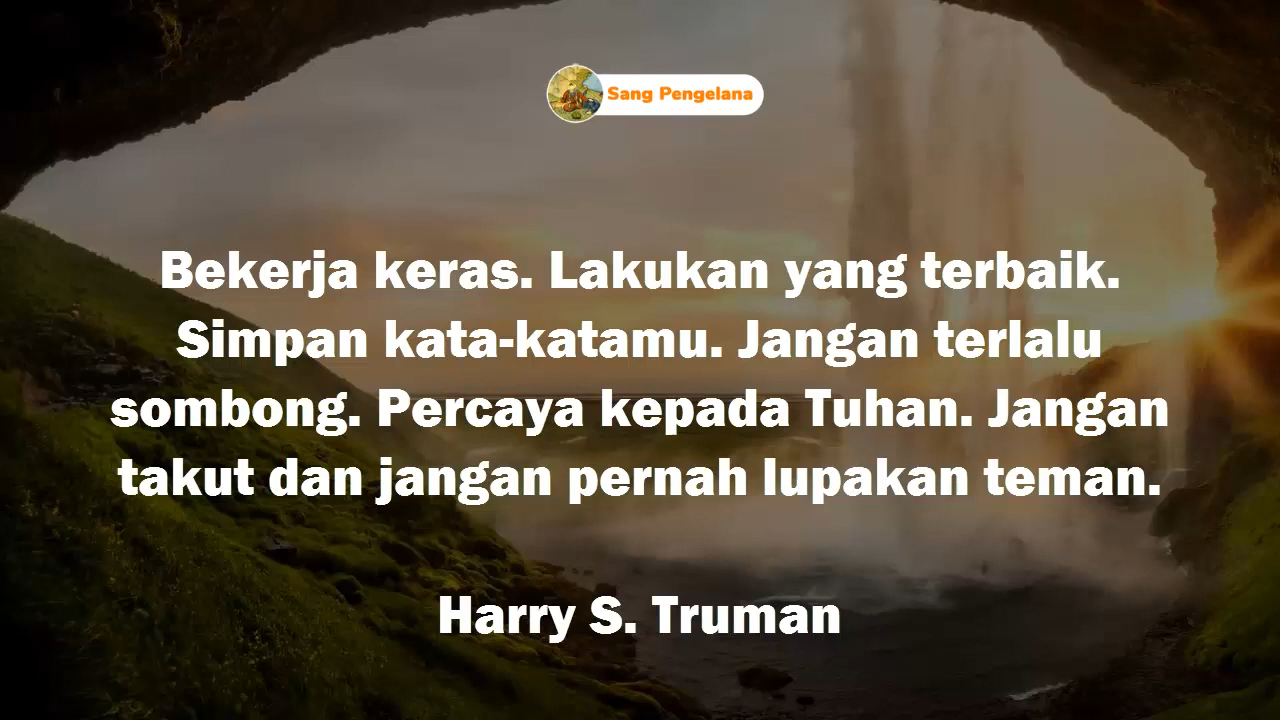 Sang Pengelana
Bekerja keras. Lakukan yang terbaik.
Simpan kata-katamu. Jangan terlalu
sombong. Percaya kepada Tuhan. Jangan
takut dan jangan pernah lupakan teman.
Harry S. Truman